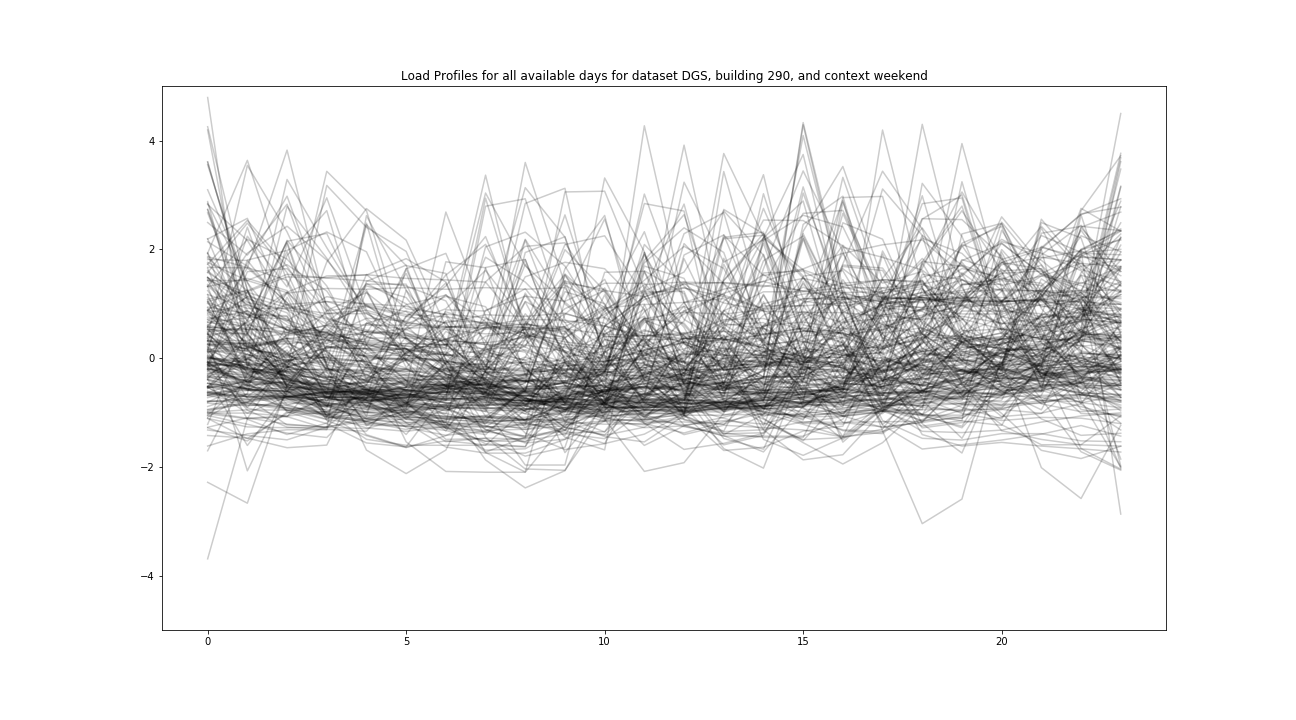 Load Profiles for all available days for dataset DGS, building 290, and context weekend
4
2
0
−2
−4
0 5 10 15 20